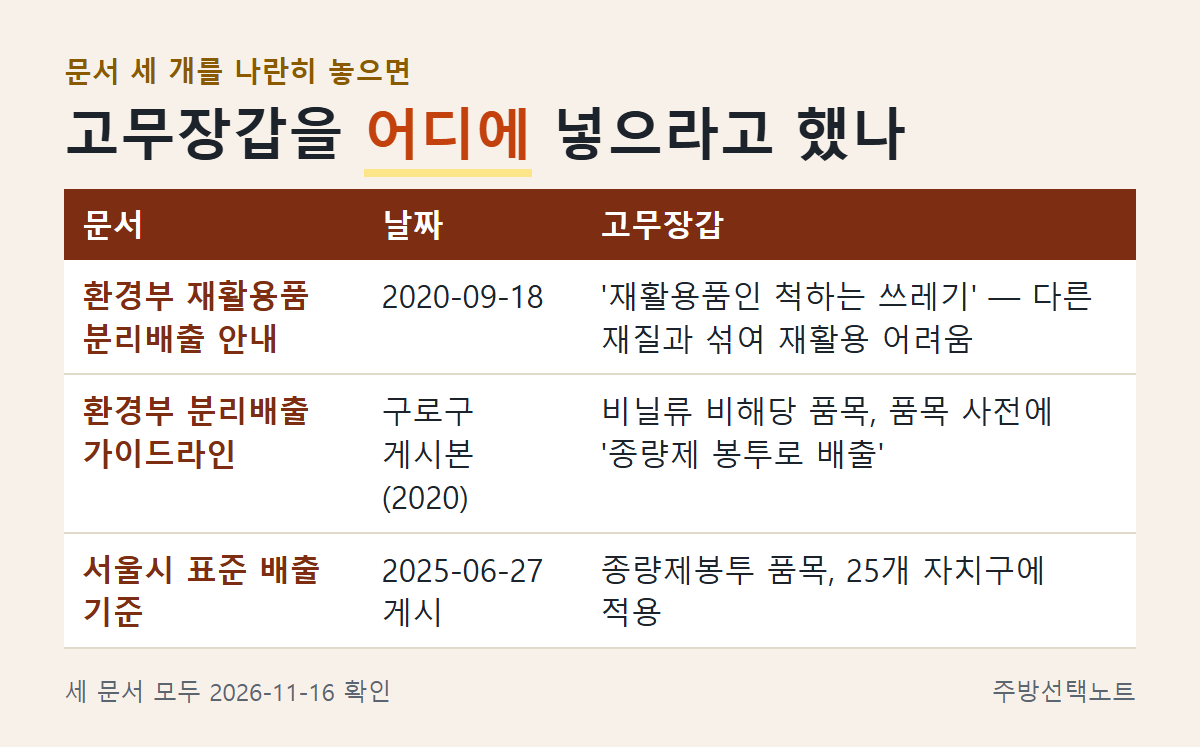 문서 세 개를 나란히 놓으면
고무장갑을 어디에 넣으라고 했나
문서 날짜 고무장갑
환경부 재활용품 2020-09-18 '재활용품인 척하는 쓰레기' — 다른
분리배출 안내 재질과 섞여 재활용 어려움
환경부 분리배출 구로구 비닐류 비해당 품목, 품목 사전에
가이드라인 게시본 '종량제 봉투로 배출'
(2020)
서울시 표준 배출 2025-06-27 종량제봉투 품목, 25개 자치구에
기준 게시 적용
세 문서 모두 2026-11-16 확인 주방선택노트